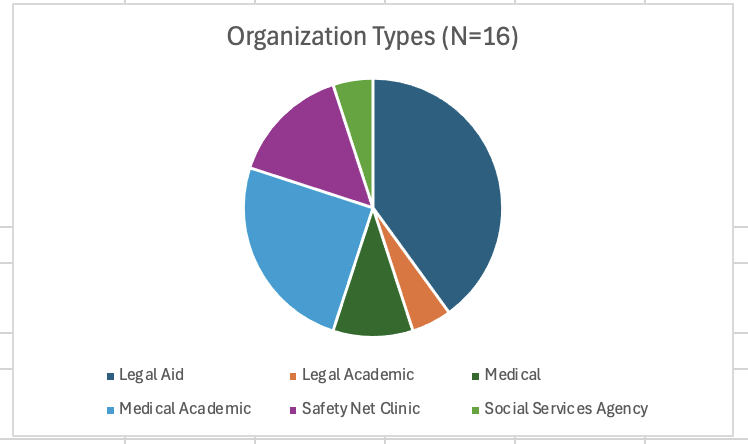 Organization Types (N=16)
Legal Aid
Legal Academic
Medical
Medical Academic
Safety Net Clinic
Social Services Agency